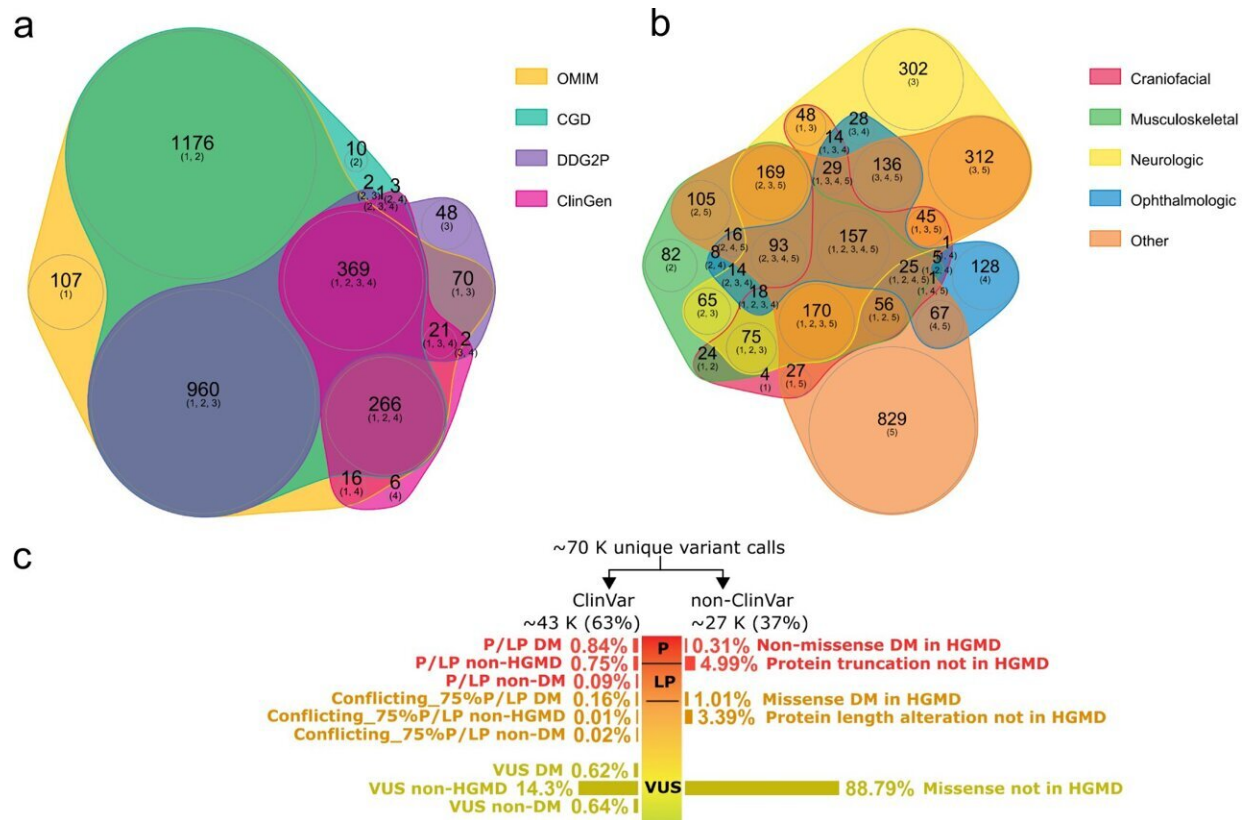 a
OMIM
CGD
DDG2P
ClinGen
1176
(1, 2)
10
(2)
2
(2, 3)
1
(2, 3, 4)
3
(2, 4)
48
(3)
107
(1)
369
(1, 2, 3, 4)
70
(1, 3)
21
(1, 3, 4)
2
(3, 4)
960
(1, 2, 3)
266
(1, 2, 4)
16
(1, 4)
6
(4)
b
Craniofacial
Musculoskeletal
Neurologic
Ophthalmologic
Other
302
(3)
48
(1, 3)
28
(3, 4)
14
(1, 3, 4)
136
(3, 4, 5)
312
(3, 5)
169
(2, 3, 5)
29
(1, 3, 4, 5)
105
(2, 5)
45
(1, 3, 5)
16
(2, 4, 5)
93
(2, 3, 4, 5)
157
(1, 2, 3, 4, 5)
1
82
(2)
8
(2, 4)
14
(2, 3, 4)
25
(1, 2, 4, 5)
5
1
(1, 4, 5)
128
(4)
18
(1, 2, 3, 4)
65
(2, 3)
170
(1, 2, 3, 5)
56
(1, 2, 5)
67
(4, 5)
75
(1, 2, 3)
24
(1, 2)
4
(1)
27
(1, 5)
829
(5)
c
~70 K unique variant calls
ClinVar
~43 K (63%)
non-ClinVar
~27 K (37%)
P/LP DM 0.84% P 0.31% Non-missense DM in HGMD
P/LP non-HGMD 0.75% 4.99% Protein truncation not in HGMD
P/LP non-DM 0.09% LP
Conflicting_75%P/LP DM 0.16% 1.01% Missense DM in HGMD
Conflicting_75%P/LP non-HGMD 0.01% 3.39% Protein length alteration not in HGMD
Conflicting_75%P/LP non-DM 0.02%
VUS DM 0.62%
VUS non-HGMD 14.3% VUS 88.79% Missense not in HGMD
VUS non-DM 0.64%